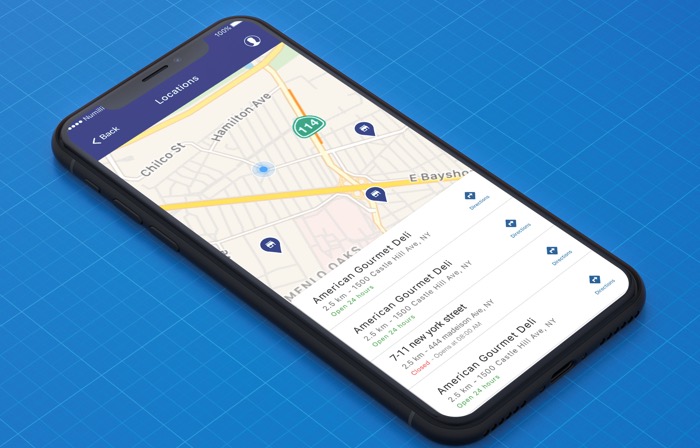 Numilii
100%
Back
Locations
Chilco St
Hamilton Ave
114
E Baysho
MENLO OAKS
American Gourmet Deli
2.5 km - 1500 Castle Hill Ave, NY
Open 24 hours
Directions
American Gourmet Deli
2.5 km - 1500 Castle Hill Ave, NY
Open 24 hours
Directions
7-11 new york street
2.5 km - 444 madeison Ave, NY
Closed - Opens at 08:00 AM
Directions
American Gourmet Deli
2.5 km - 1500 Castle Hill Ave, NY
Open 24 hours
Directions